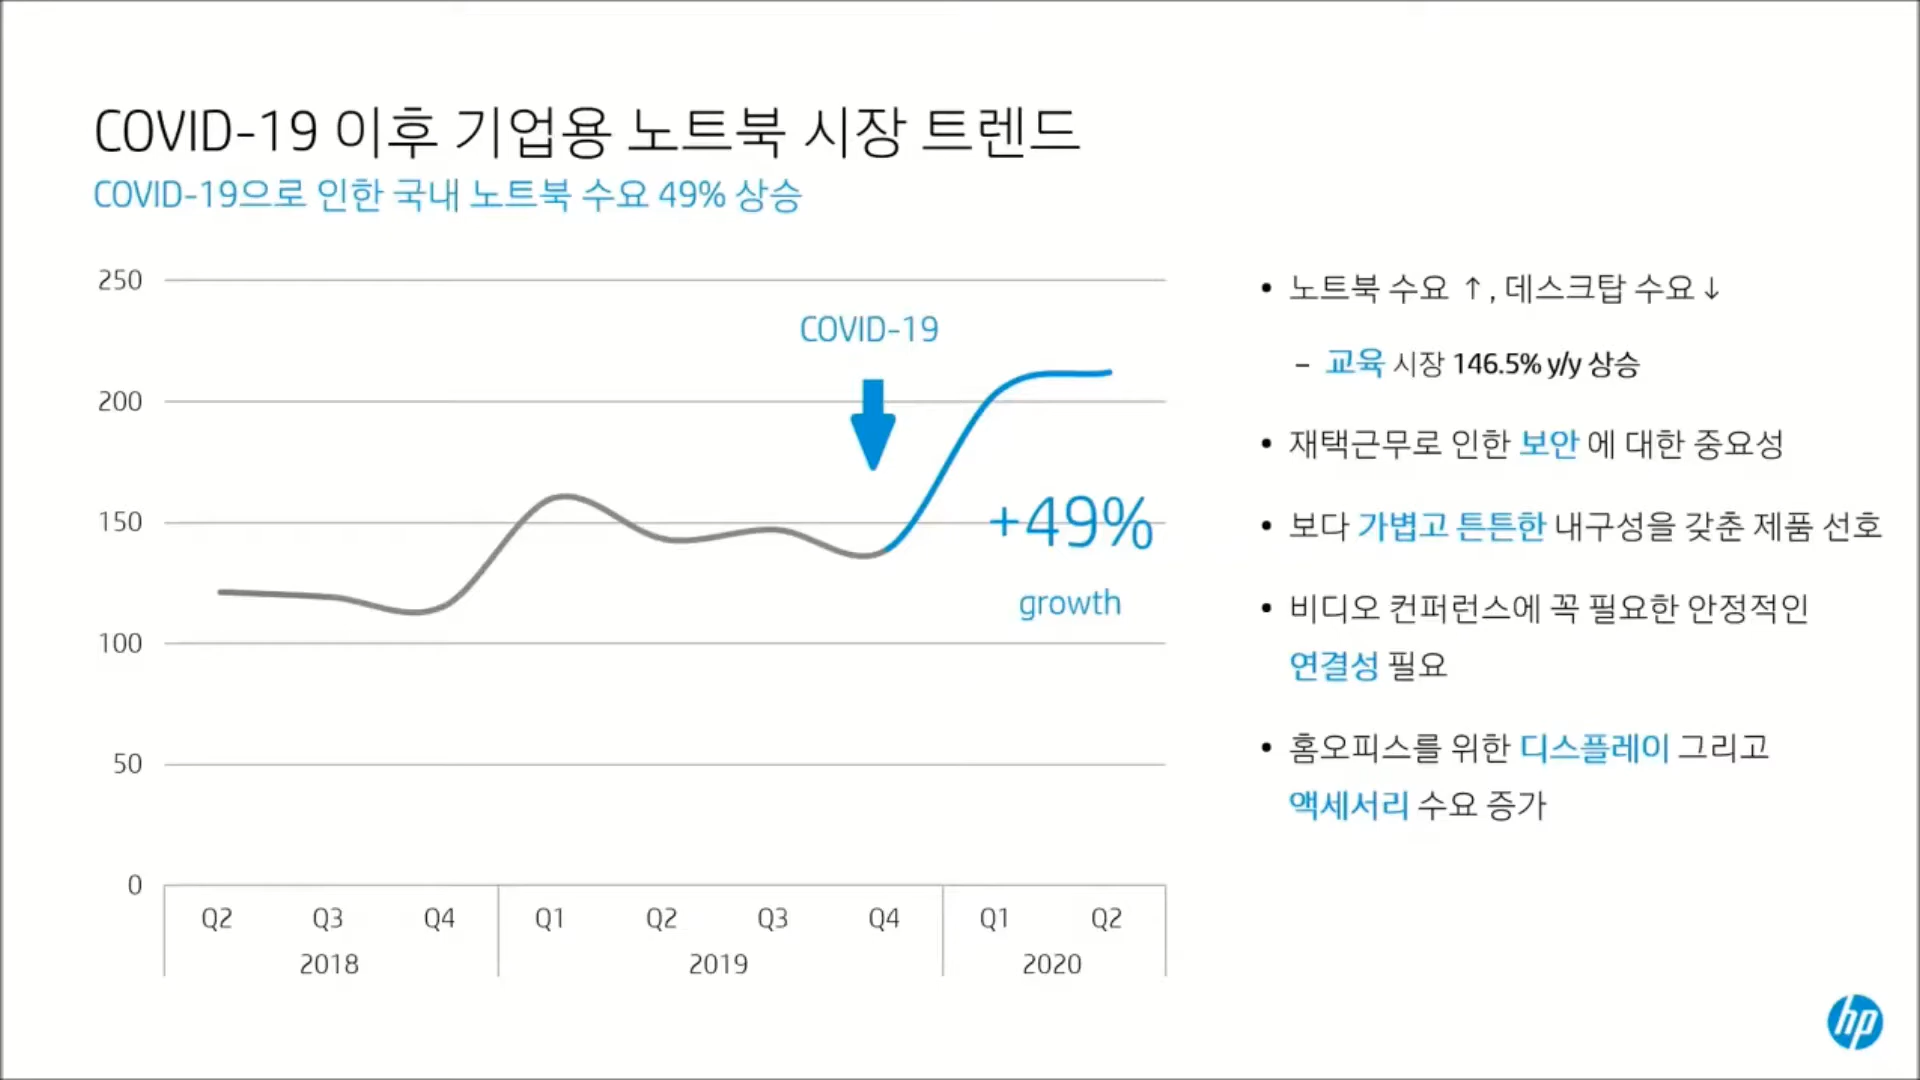 COVID-19 이후 기업용 노트북 시장 트렌드
COVID-19으로 인한 국내 노트북 수요 49% 상승
250
200
150
100
50
0
COVID-19
+49%
growth
Q2 Q3 Q4 Q1 Q2 Q3 Q4 Q1 Q2
2018 2019 2020
• 노트북 수요 ↑, 데스크탑 수요↓
– 교육 시장 146.5% y/y 상승
• 재택근무로 인한 보안 에 대한 중요성
• 보다 가볍고 튼튼한 내구성을 갖춘 제품 선호
• 비디오 컨퍼런스에 꼭 필요한 안정적인
연결성 필요
• 홈오피스를 위한 디스플레이 그리고
액세서리 수요 증가
hp